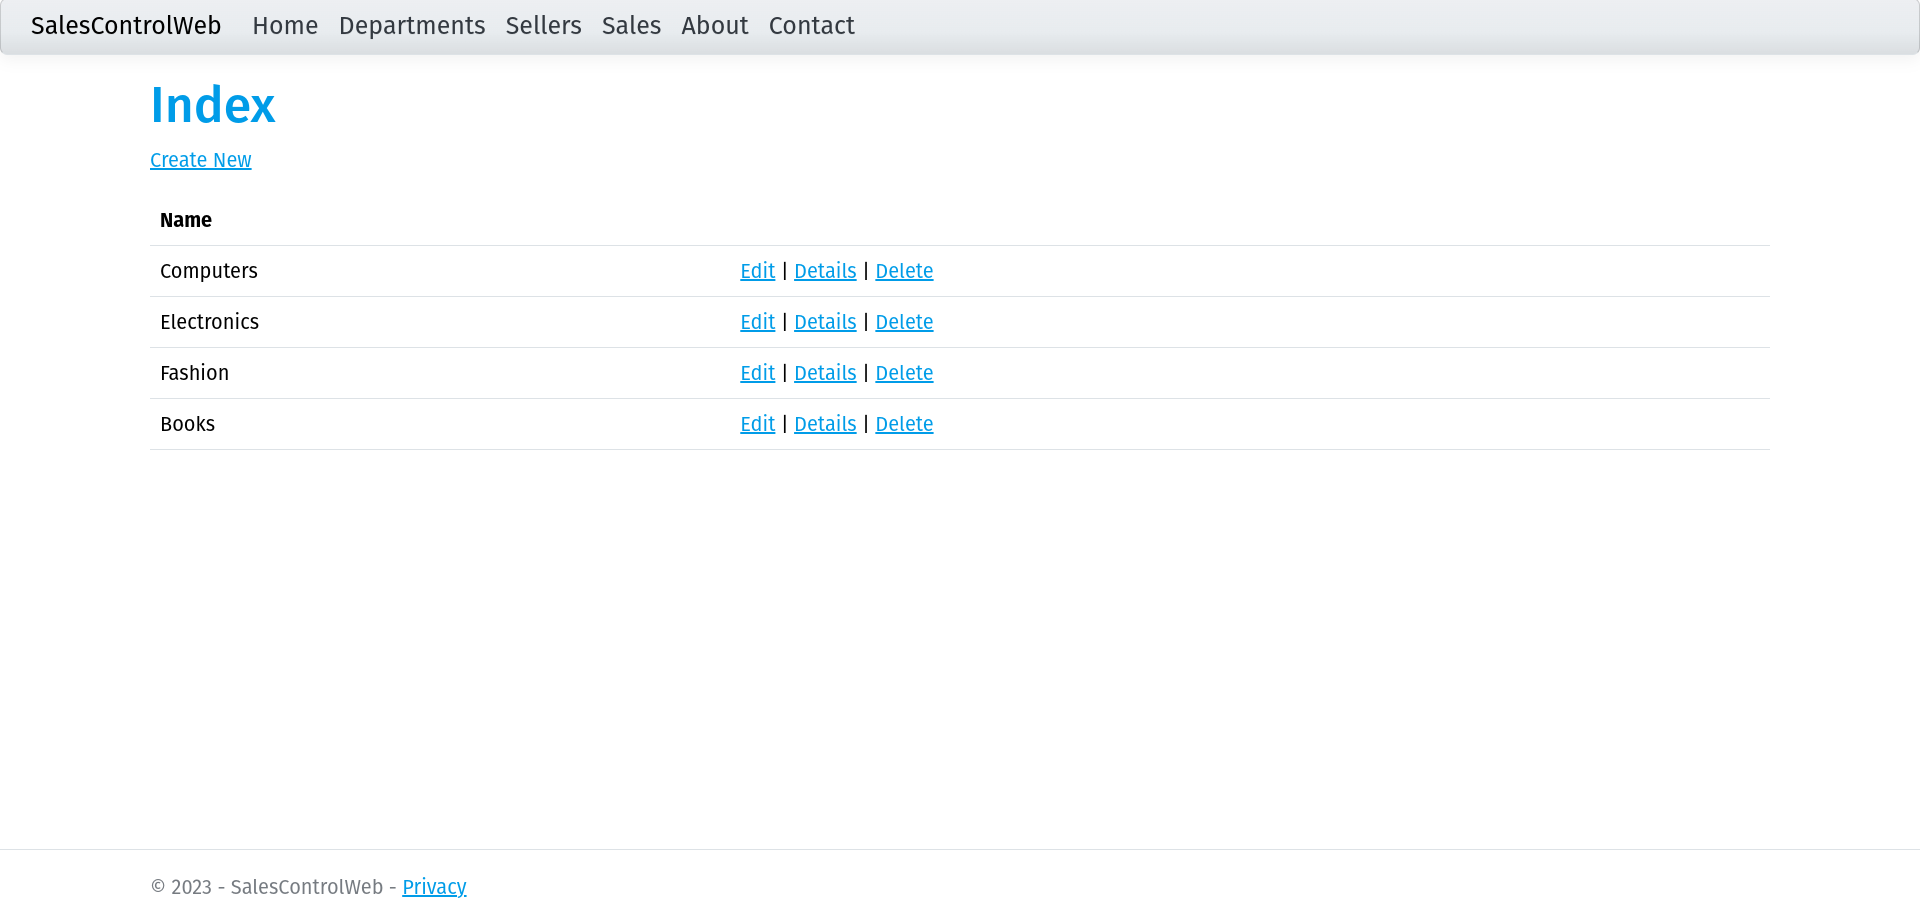 SalesControlWeb Home Departments Sellers Sales About Contact
Index
Create New
Name
Computers Edit | Details | Delete
Electronics Edit | Details | Delete
Fashion Edit | Details | Delete
Books Edit | Details | Delete
© 2023 - SalesControlWeb - Privacy